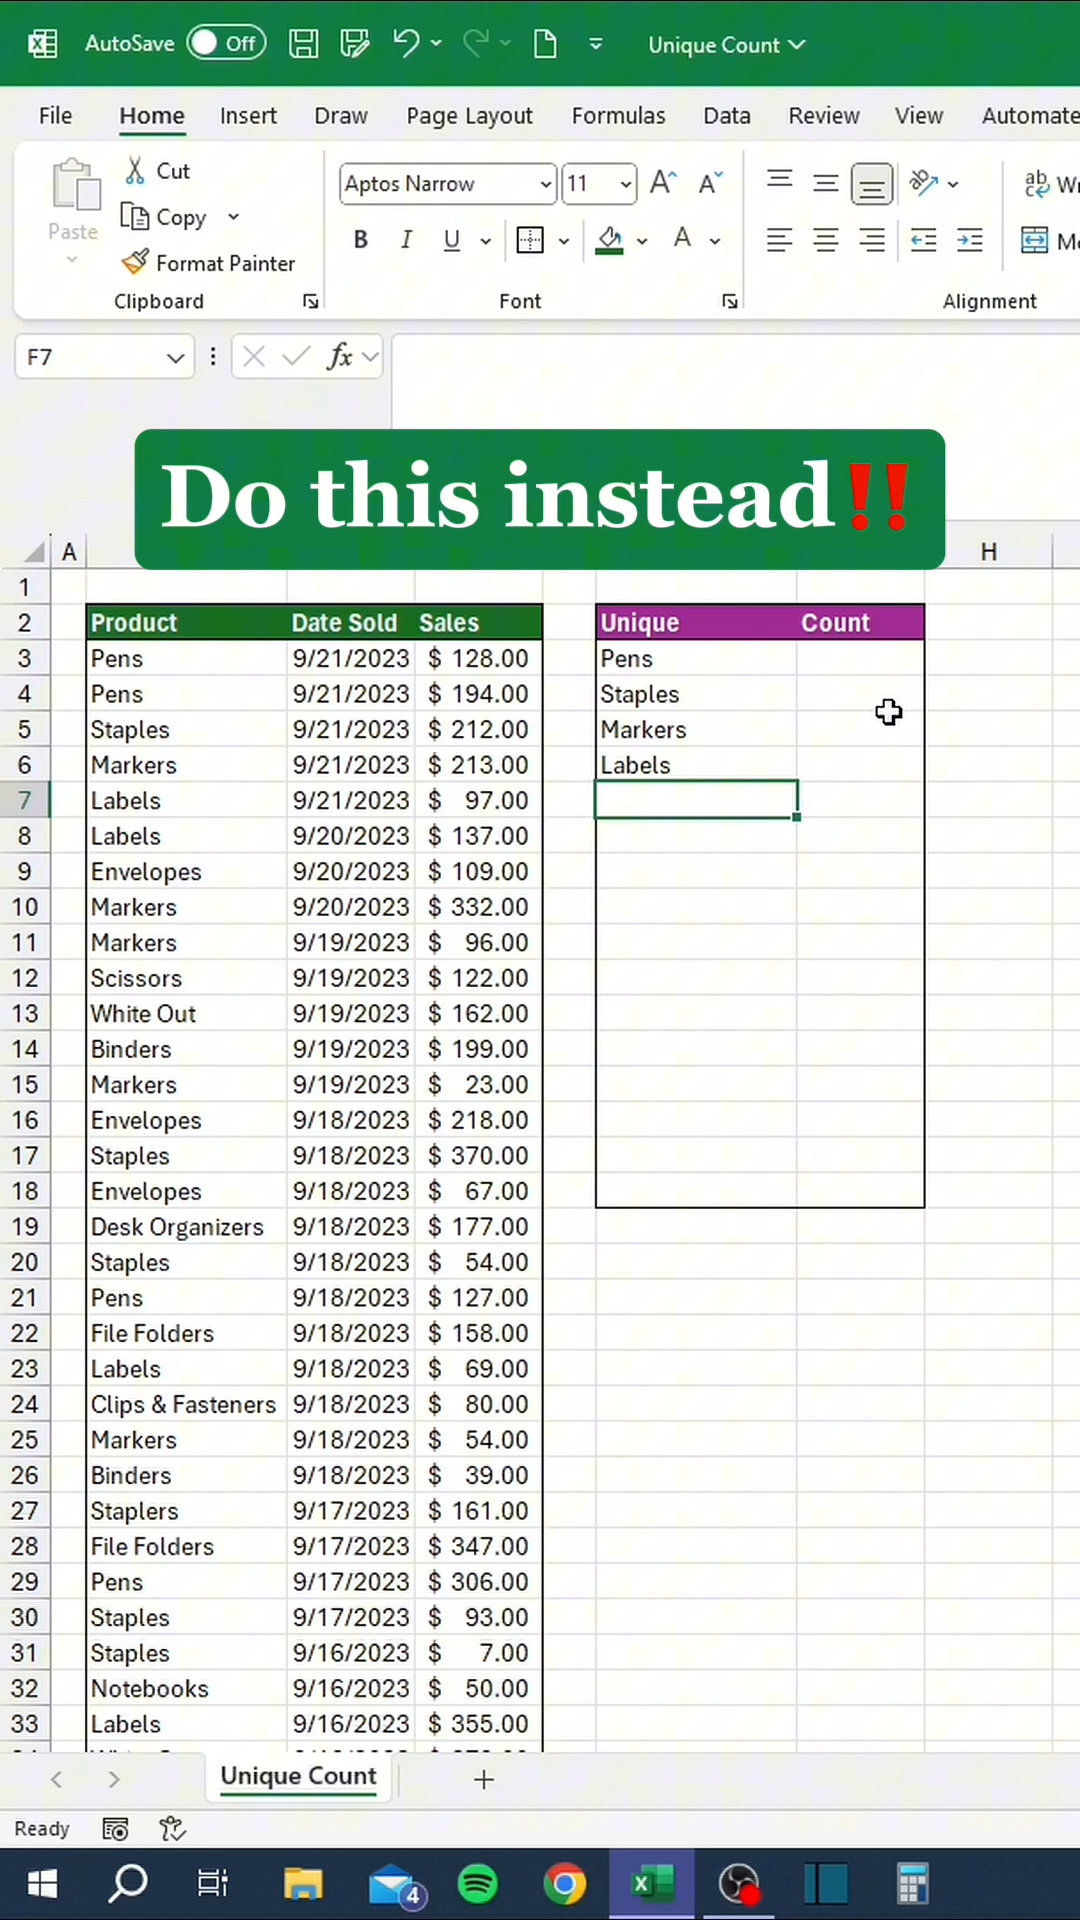 AutoSave Off Unique Count
File Home Insert Draw Page Layout Formulas Data Review View Automate
Paste
Cut
Copy
Format Painter
Clipboard
Aptos Narrow 11
B I U A
Font
Alignment
F7 fx
Do this instead‼️
A H
1
2 Product Date Sold Sales Unique Count
3 Pens 9/21/2023 $ 128.00 Pens
4 Pens 9/21/2023 $ 194.00 Staples
5 Staples 9/21/2023 $ 212.00 Markers
6 Markers 9/21/2023 $ 213.00 Labels
7 Labels 9/21/2023 $ 97.00
8 Labels 9/20/2023 $ 137.00
9 Envelopes 9/20/2023 $ 109.00
10 Markers 9/20/2023 $ 332.00
11 Markers 9/19/2023 $ 96.00
12 Scissors 9/19/2023 $ 122.00
13 White Out 9/19/2023 $ 162.00
14 Binders 9/19/2023 $ 199.00
15 Markers 9/19/2023 $ 23.00
16 Envelopes 9/18/2023 $ 218.00
17 Staples 9/18/2023 $ 370.00
18 Envelopes 9/18/2023 $ 67.00
19 Desk Organizers 9/18/2023 $ 177.00
20 Staples 9/18/2023 $ 54.00
21 Pens 9/18/2023 $ 127.00
22 File Folders 9/18/2023 $ 158.00
23 Labels 9/18/2023 $ 69.00
24 Clips & Fasteners 9/18/2023 $ 80.00
25 Markers 9/18/2023 $ 54.00
26 Binders 9/18/2023 $ 39.00
27 Staplers 9/17/2023 $ 161.00
28 File Folders 9/17/2023 $ 347.00
29 Pens 9/17/2023 $ 306.00
30 Staples 9/17/2023 $ 93.00
31 Staples 9/16/2023 $ 7.00
32 Notebooks 9/16/2023 $ 50.00
33 Labels 9/16/2023 $ 355.00
Unique Count
Ready
4